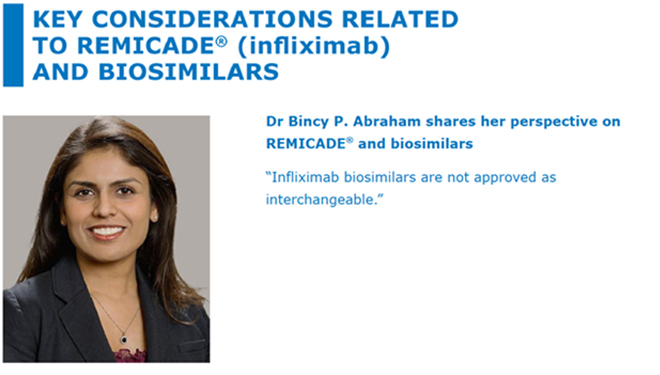 KEY CONSIDERATIONS RELATED
TO REMICADE® (infliximab)
AND BIOSIMILARS
Dr Bincy P. Abraham shares her perspective on
REMICADE® and biosimilars
“Infliximab biosimilars are not approved as
interchangeable.”